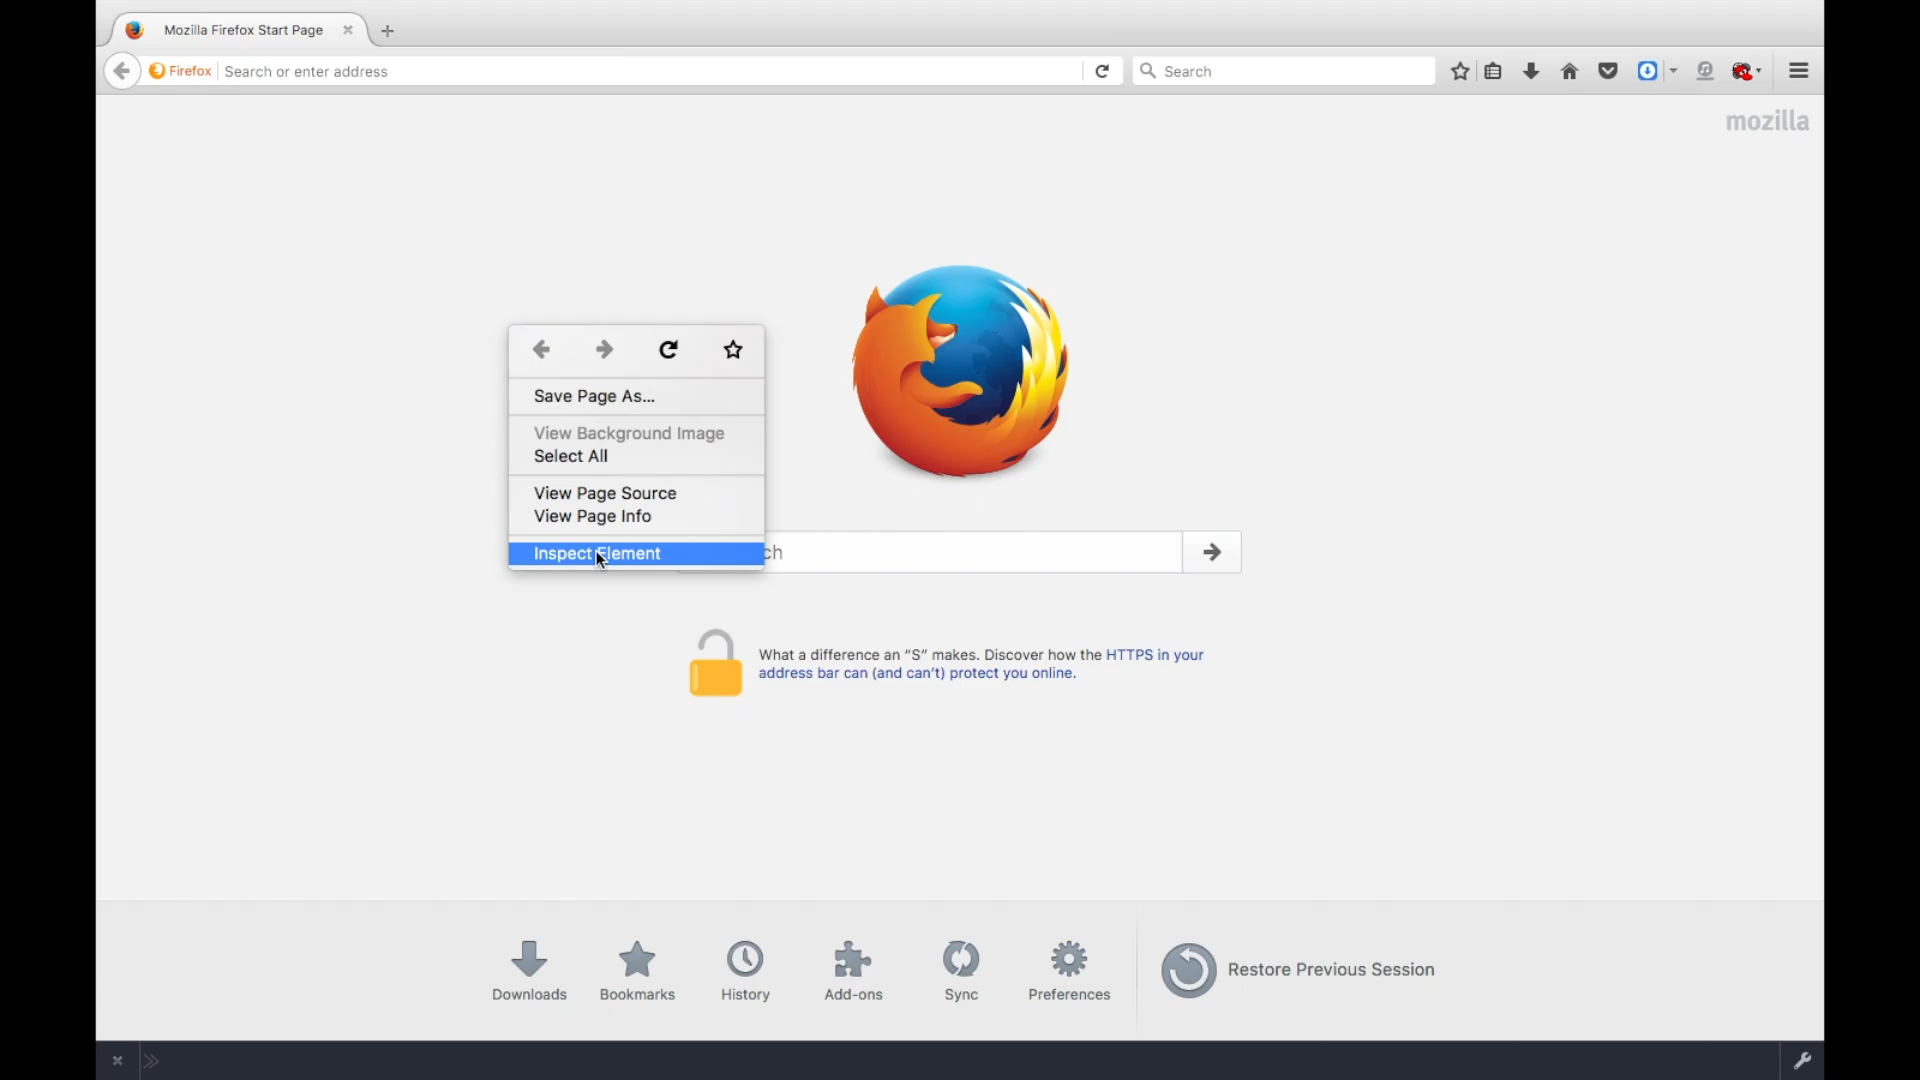 Mozilla Firefox Start Page
Firefox Search or enter address
Search
mozilla
Save Page As...
View Background Image
Select All
View Page Source
View Page Info
Inspect Element
ch
What a difference an “S” makes. Discover how the HTTPS in your
address bar can (and can’t) protect you online.
Downloads
Bookmarks
History
Add-ons
Sync
Preferences
Restore Previous Session